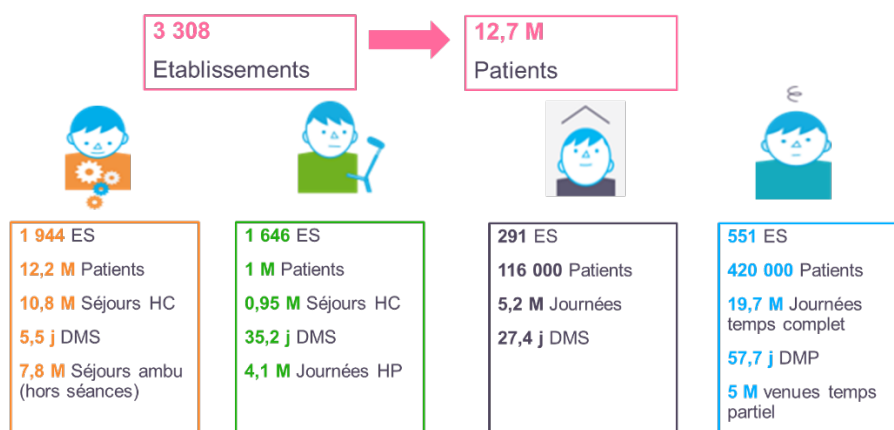 3 308
Etablissements
12,7 M
Patients
1 944 ES
12,2 M Patients
10,8 M Séjours HC
5,5 j DMS
7,8 M Séjours ambu
(hors séances)
1 646 ES
1 M Patients
0,95 M Séjours HC
35,2 j DMS
4,1 M Journées HP
291 ES
116 000 Patients
5,2 M Journées
27,4 j DMS
551 ES
420 000 Patients
19,7 M Journées
temps complet
57,7 j DMP
5 M venues temps
partiel